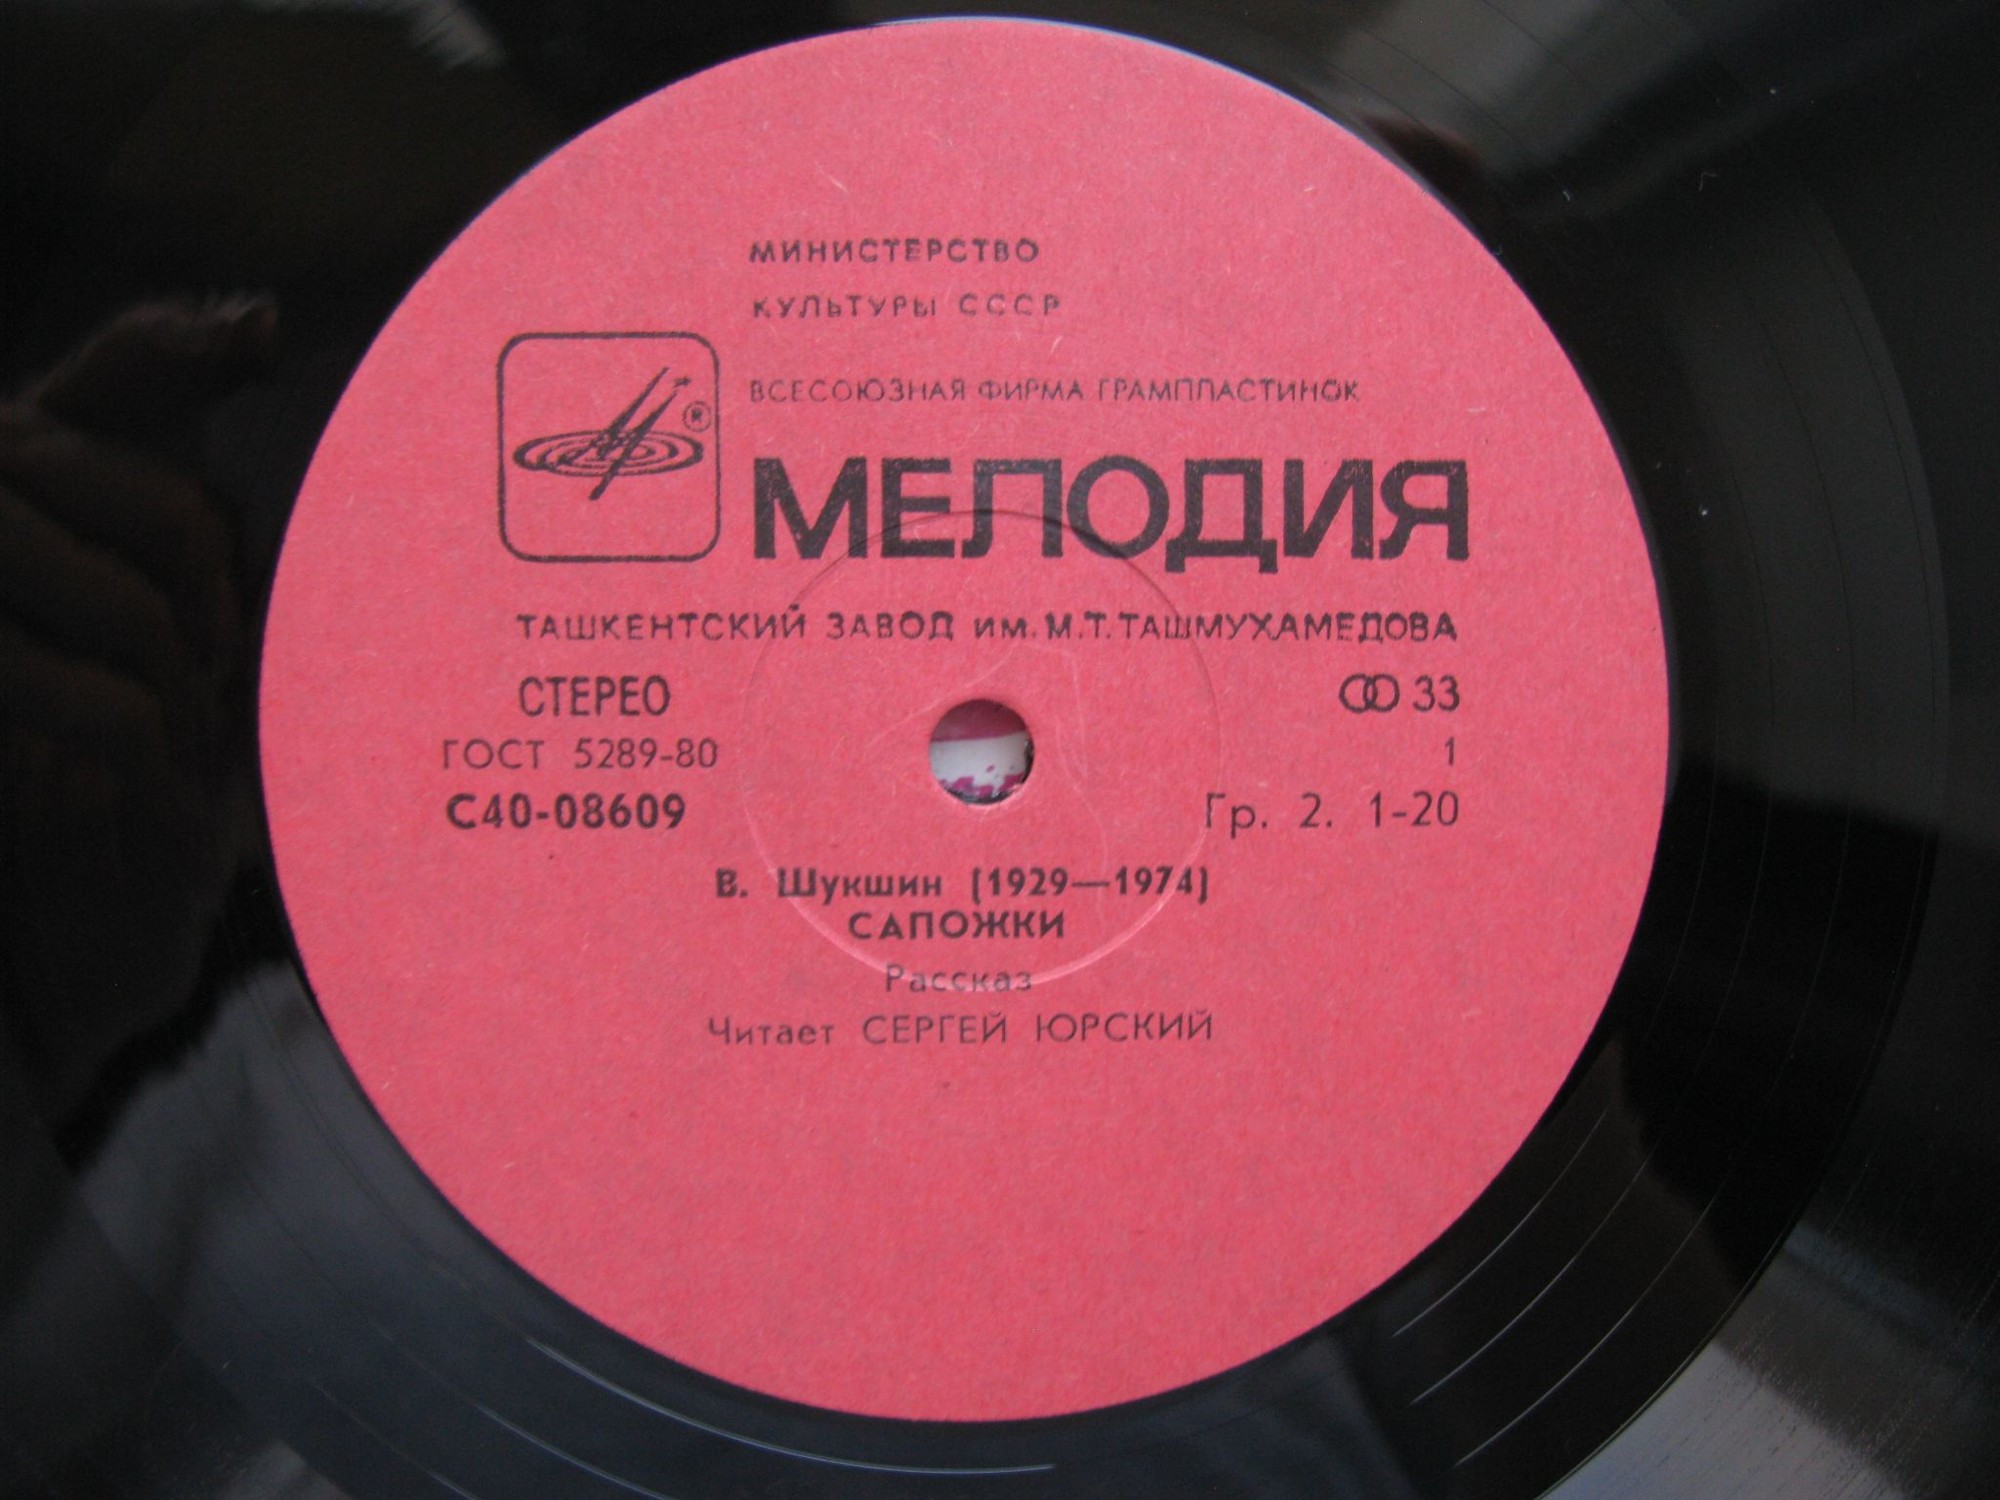 МИНИСТЕРСТВО
КУЛЬТУРЫ СССР
ВСЕСОЮЗНАЯ ФИРМА ГРАМПЛАСТИНОК
®
МЕЛОДИЯ
ТАШКЕНТСКИЙ ЗАВОД им. М.Т. ТАШМУХАМЕДОВА
СТЕРЕО 33
ГОСТ 5289-80 1
С40-08609 Гр. 2. 1-20
В. Шукшин (1929—1974)
САПОЖКИ
Рассказ
Читает СЕРГЕЙ ЮРСКИЙ